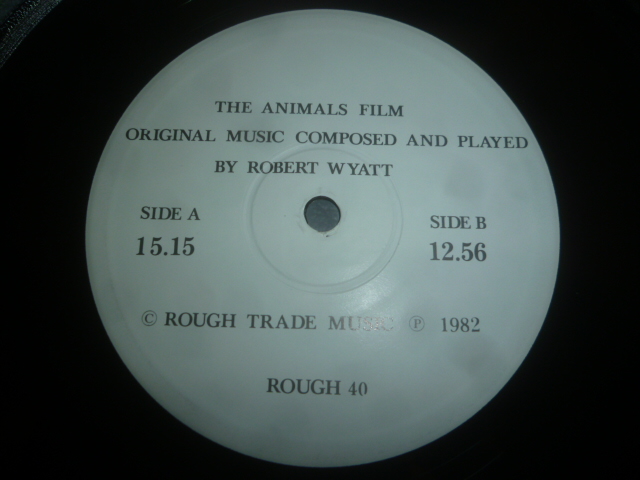 THE ANIMALS FILM
ORIGINAL MUSIC COMPOSED AND PLAYED
BY ROBERT WYATT
SIDE A
15.15
SIDE B
12.56
© ROUGH TRADE MUSIC ℗ 1982
ROUGH 40